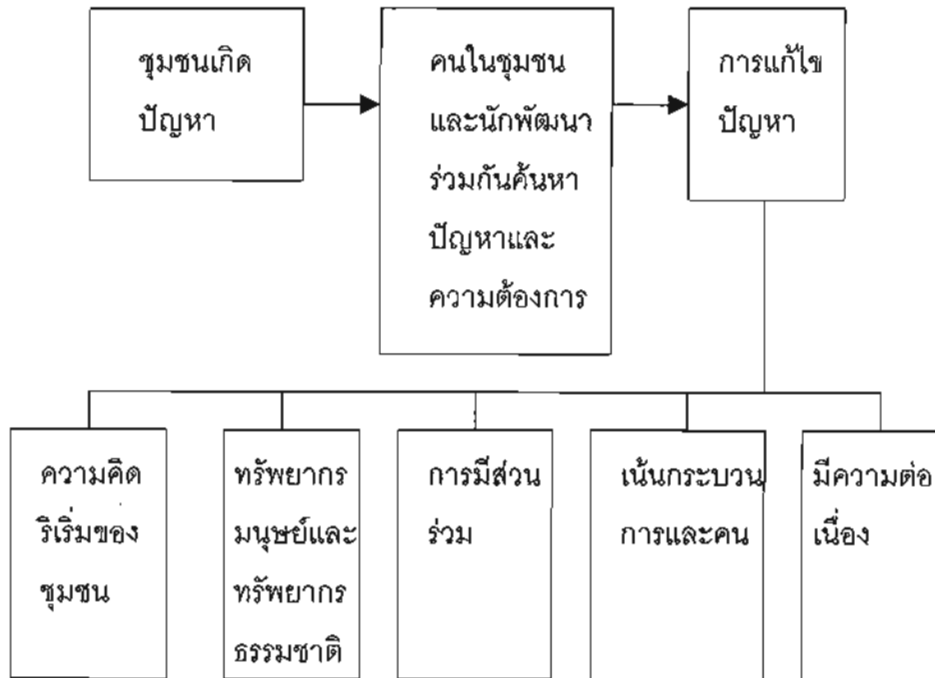 ชุมชนเกิด
ปัญหา
คนในชุมชน
และนักพัฒนา
ร่วมกันค้นหา
ปัญหาและ
ความต้องการ
การแก้ไข
ปัญหา
ความคิด
ริเริ่มของ
ชุมชน
ทรัพยากร
มนุษย์และ
ทรัพยากร
ธรรมชาติ
การมีส่วน
ร่วม
เน้นกระบวน
การและคน
มีความต่อ
เนื่อง